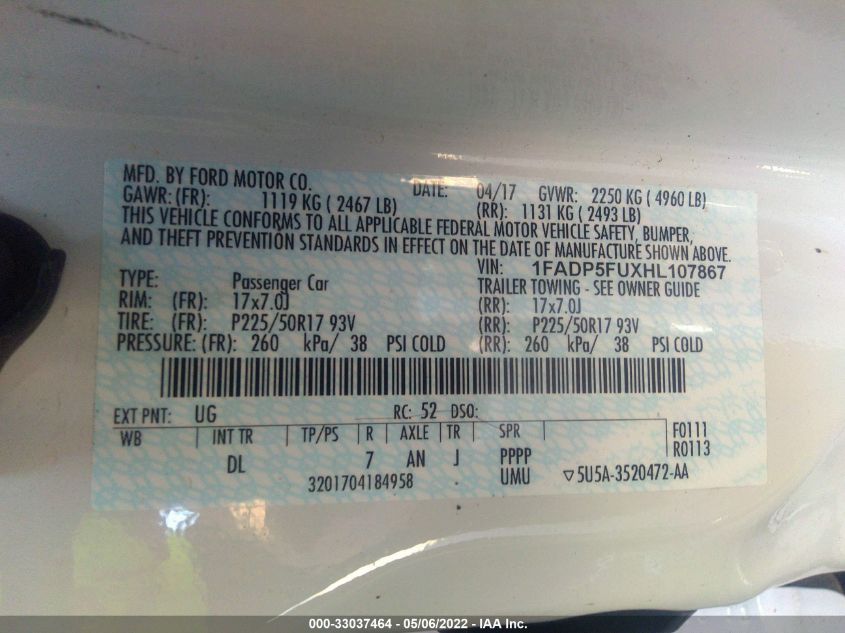 MFD. BY FORD MOTOR CO. DATE: 04/17 GVWR: 2250 KG ( 4960 LB)
GAWR: (FR): 1119 KG ( 2467 LB) (RR): 1131 KG ( 2493 LB)
THIS VEHICLE CONFORMS TO ALL APPLICABLE FEDERAL MOTOR VEHICLE SAFETY, BUMPER,
AND THEFT PREVENTION STANDARDS IN EFFECT ON THE DATE OF MANUFACTURE SHOWN ABOVE.
VIN: 1FADP5FUXHL107867
TYPE: Passenger Car TRAILER TOWING - SEE OWNER GUIDE
RIM: (FR): 17x7.0J (RR): 17x7.0J
TIRE: (FR): P225/50R17 93V (RR): P225/50R17 93V
PRESSURE: (FR): 260 kPa/ 38 PSI COLD (RR): 260 kPa/ 38 PSI COLD
EXT PNT: UG RC: 52 DSO:
WB INT TR TP/PS R AXLE TR SPR F0111
R0113
DL 7 AN J PPPP
3201704184958 . UMU ▽5U5A-3520472-AA
000-33037464 - 05/06/2022 - IAA Inc.